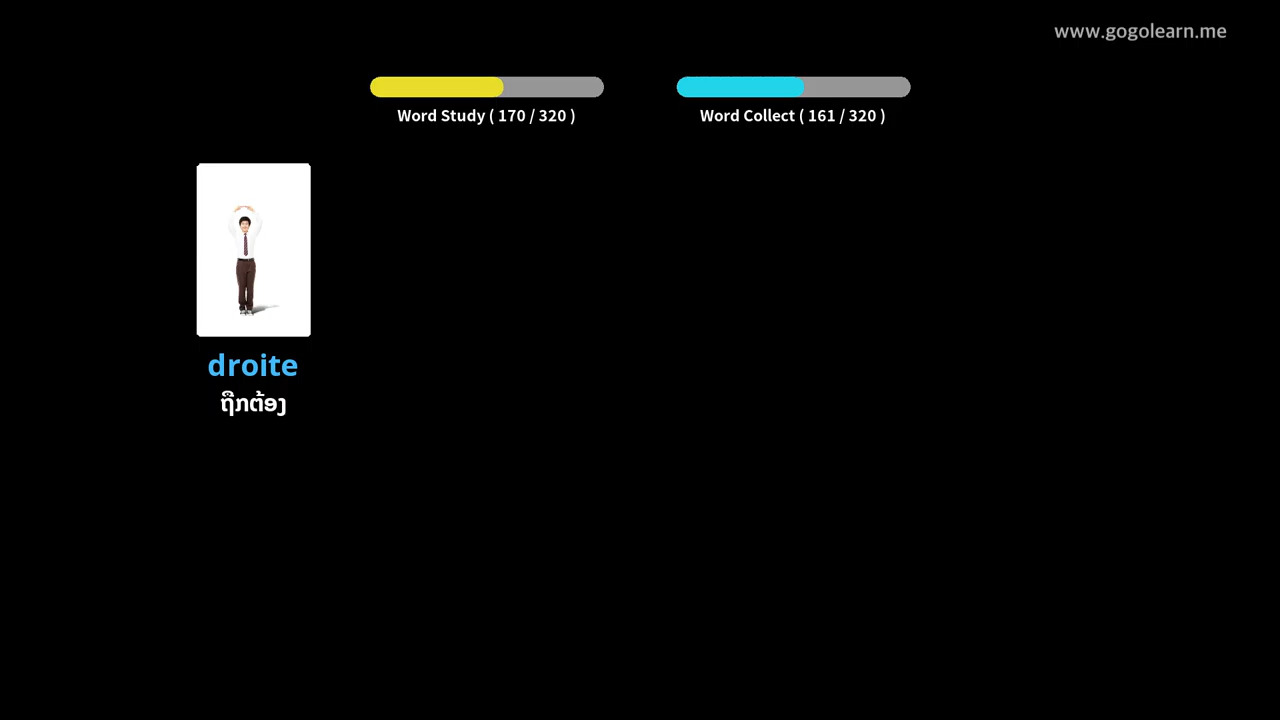 www.gogolearn.me
Word Study ( 170 / 320 )
Word Collect ( 161 / 320 )
droite
ຖືກຕ້ອງ